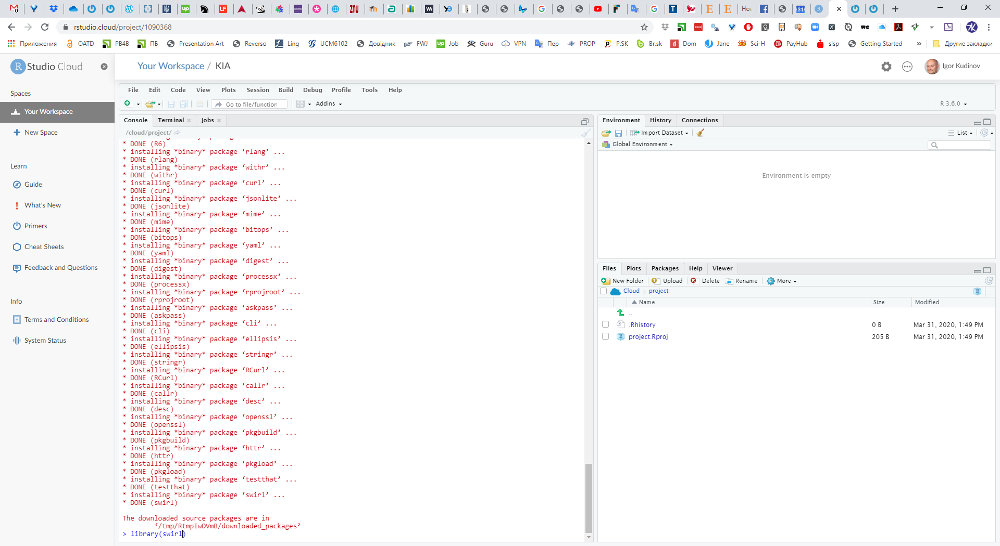 rstudio.cloud/project/1090368
Приложения OATD PB4B ПБ Presentation Art Reverso Ling UCM6102 Довідник FWJ Job Guru VPN Пер PROP P.SK Br.sk Dom Jane Sci-H PayHub slsp Getting Started » Другие закладки
R Studio Cloud
Your Workspace / KIA
Igor Kudinov
Spaces
Your Workspace
New Space
Learn
Guide
What's New
Primers
Cheat Sheets
Feedback and Questions
Info
Terms and Conditions
System Status
File Edit Code View Plots Session Build Debug Profile Tools Help
Go to file/function Addins
R 3.6.0
Console Terminal Jobs
/cloud/project/
* DONE (R6)
* installing *binary* package ‘rlang’ ...
* DONE (rlang)
* installing *binary* package ‘withr’ ...
* DONE (withr)
* installing *binary* package ‘curl’ ...
* DONE (curl)
* installing *binary* package ‘jsonlite’ ...
* DONE (jsonlite)
* installing *binary* package ‘mime’ ...
* DONE (mime)
* installing *binary* package ‘bitops’ ...
* DONE (bitops)
* installing *binary* package ‘yaml’ ...
* DONE (yaml)
* installing *binary* package ‘digest’ ...
* DONE (digest)
* installing *binary* package ‘processx’ ...
* DONE (processx)
* installing *binary* package ‘rprojroot’ ...
* DONE (rprojroot)
* installing *binary* package ‘askpass’ ...
* DONE (askpass)
* installing *binary* package ‘cli’ ...
* DONE (cli)
* installing *binary* package ‘ellipsis’ ...
* DONE (ellipsis)
* installing *binary* package ‘stringr’ ...
* DONE (stringr)
* installing *binary* package ‘RCurl’ ...
* DONE (RCurl)
* installing *binary* package ‘callr’ ...
* DONE (callr)
* installing *binary* package ‘desc’ ...
* DONE (desc)
* installing *binary* package ‘openssl’ ...
* DONE (openssl)
* installing *binary* package ‘pkgbuild’ ...
* DONE (pkgbuild)
* installing *binary* package ‘httr’ ...
* DONE (httr)
* installing *binary* package ‘pkgload’ ...
* DONE (pkgload)
* installing *binary* package ‘testthat’ ...
* DONE (testthat)
* installing *binary* package ‘swirl’ ...
* DONE (swirl)
The downloaded source packages are in
‘/tmp/RtmpIwDVmB/downloaded_packages’
> library(swirl)
Environment History Connections
Import Dataset List
Global Environment
Environment is empty
Files Plots Packages Help Viewer
New Folder Upload Delete Rename More
Cloud project ...
Name Size Modified
..
.Rhistory 0 B Mar 31, 2020, 1:49 PM
project.Rproj 205 B Mar 31, 2020, 1:49 PM